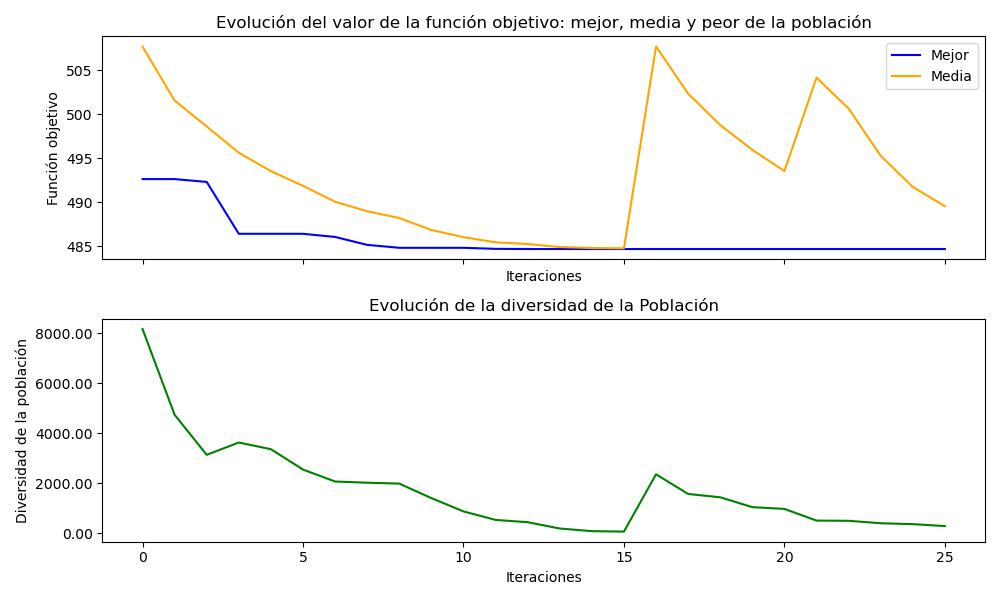 Evolución del valor de la función objetivo: mejor, media y peor de la población
Función objetivo
505
500
495
490
485
Mejor
Media
Iteraciones
Evolución de la diversidad de la Población
Diversidad de la población
8000.00
6000.00
4000.00
2000.00
0.00
0 5 10 15 20 25
Iteraciones